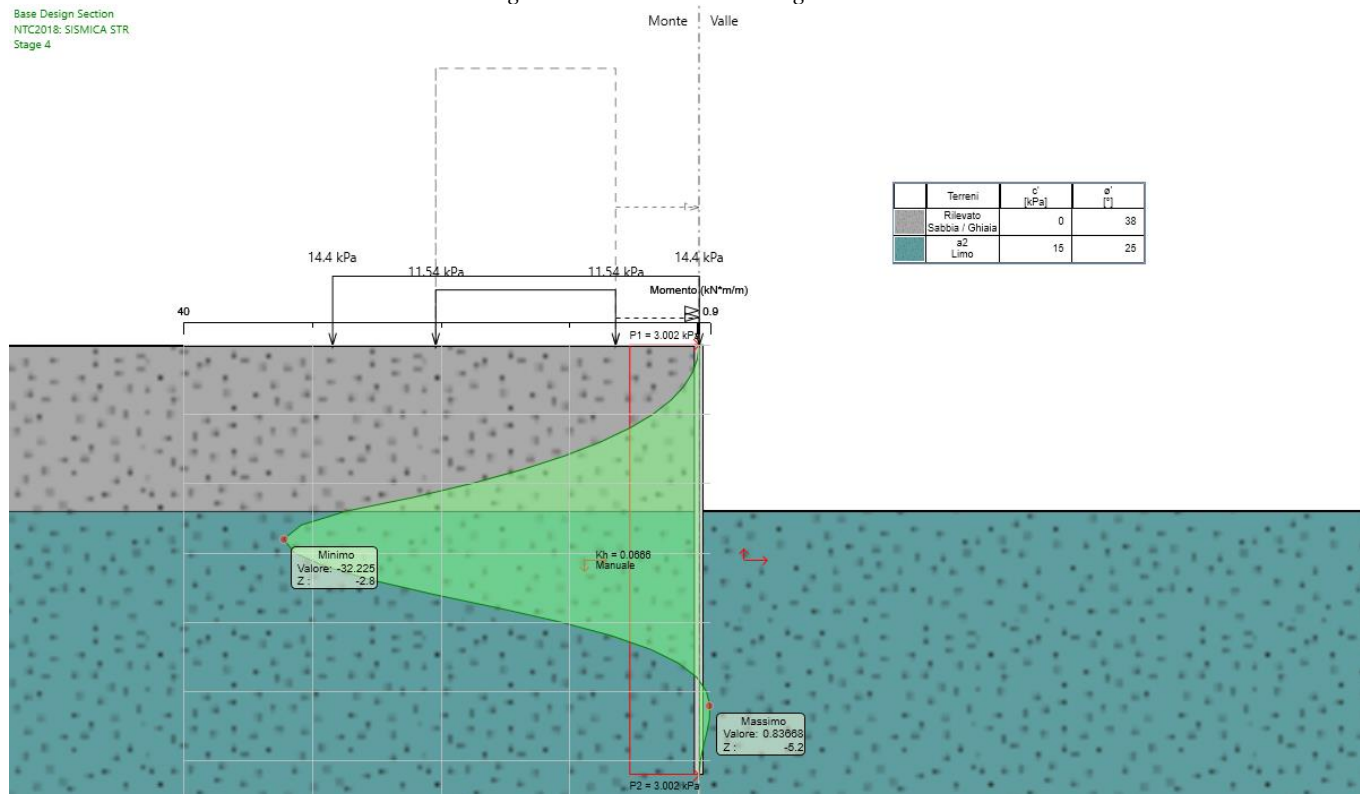 Base Design Section
NTC2018: SISMICA STR
Stage 4
Monte
Valle
Terreni
c'
[kPa]
ø'
[°]
Rilevato
Sabbia / Ghiaia
0
38
a2
Limo
15
25
14.4 kPa
11.54 kPa
11.54 kPa
14.4 kPa
Momento (kN*m/m)
40
0.9
P1 = 3.002 kPa
Minimo
Valore: -32.225
Z : -2.8
Kh = 0.0666
Manuale
Massimo
Valore: 0.83668
Z : -5.2
P2 = 3.002 kPa